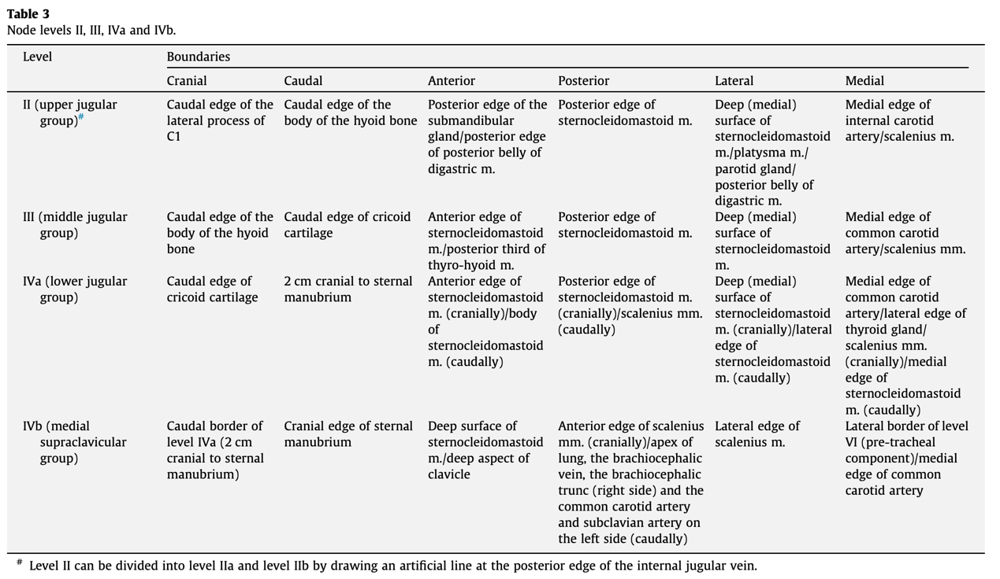 Table 3
Node levels II, III, IVa and IVb.
Level
Boundaries
Cranial
Caudal
Anterior
Posterior
Lateral
Medial
II (upper jugular
group)#
Caudal edge of the
lateral process of
C1
Caudal edge of the
body of the hyoid bone
Posterior edge of the
submandibular
gland/posterior edge
of posterior belly of
digastric m.
Posterior edge of
sternocleidomastoid m.
Deep (medial)
surface of
sternocleidomastoid
m./platysma m./
parotid gland/
posterior belly of
digastric m.
Medial edge of
internal carotid
artery/scalenius m.
III (middle jugular
group)
Caudal edge of the
body of the hyoid
bone
Caudal edge of cricoid
cartilage
Anterior edge of
sternocleidomastoid
m./posterior third of
thyro-hyoid m.
Posterior edge of
sternocleidomastoid m.
Deep (medial)
surface of
sternocleidomastoid
m.
Medial edge of
common carotid
artery/scalenius mm.
IVa (lower jugular
group)
Caudal edge of
cricoid cartilage
2 cm cranial to sternal
manubrium
Anterior edge of
sternocleidomastoid
m. (cranially)/body
of
sternocleidomastoid
m. (caudally)
Posterior edge of
sternocleidomastoid m.
(cranially)/scalenius mm.
(caudally)
Deep (medial)
surface of
sternocleidomastoid
m. (cranially)/lateral
edge of
sternocleidomastoid
m. (caudally)
Medial edge of
common carotid
artery/lateral edge of
thyroid gland/
scalenius mm.
(cranially)/medial
edge of
sternocleidomastoid
m. (caudally)
IVb (medial
supraclavicular
group)
Caudal border of
level IVa (2 cm
cranial to sternal
manubrium)
Cranial edge of sternal
manubrium
Deep surface of
sternocleidomastoid
m./deep aspect of
clavicle
Anterior edge of scalenius
mm. (cranially)/apex of
lung, the brachiocephalic
vein, the brachiocephalic
trunc (right side) and the
common carotid artery
and subclavian artery on
the left side (caudally)
Lateral edge of
scalenius m.
Lateral border of level
VI (pre-tracheal
component)/medial
edge of common
carotid artery
# Level II can be divided into level IIa and level IIb by drawing an artificial line at the posterior edge of the internal jugular vein.